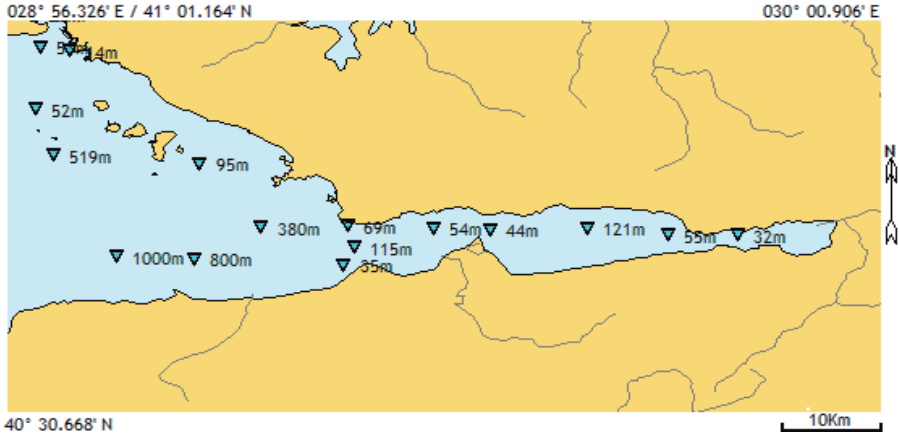 028° 56.326' E / 41° 01.164' N
030° 00.906' E
14m
52m
519m
95m
N
380m
69m
54m
44m
121m
55m
32m
115m
35m
1000m
800m
40° 30.668' N
10Km